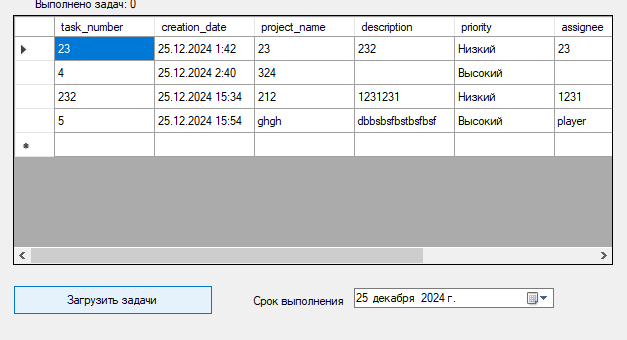 Выполнено задач: 0
task_number creation_date project_name description priority assignee
23 25.12.2024 1:42 23 232 Низкий 23
4 25.12.2024 2:40 324 Высокий
232 25.12.2024 15:34 212 1231231 Низкий 1231
5 25.12.2024 15:54 ghgh dbbsbsfbstbsfbsf Высокий player
Загрузить задачи Срок выполнения 25 декабря 2024 г.